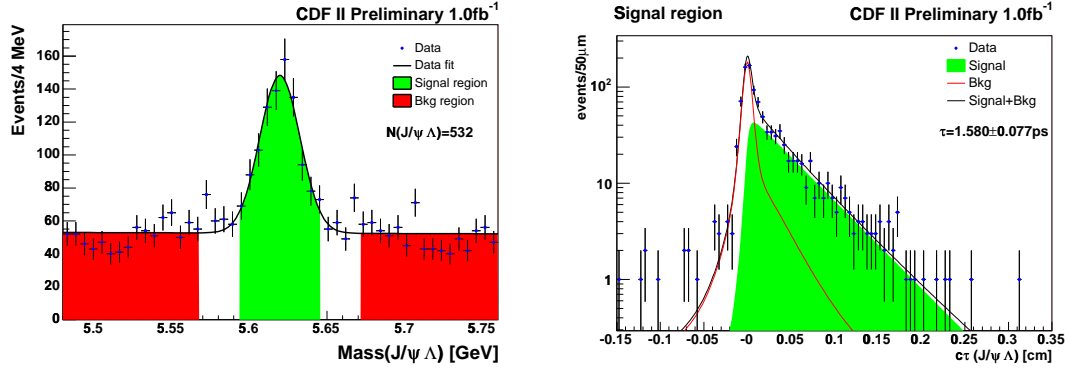 CDF II Preliminary 1.0fb⁻¹
Events/4 MeV
160
140
120
100
80
60
40
20
0
Data
Data fit
Signal region
Bkg region
N(J/ψ Λ)=532
5.5
5.55
5.6
5.65
5.7
5.75
Mass(J/ψ Λ) [GeV]
Signal region
CDF II Preliminary 1.0fb⁻¹
events/50μm
10²
10
1
Data
Signal
Bkg
Signal+Bkg
τ=1.580±0.077ps
-0.15
-0.1
-0.05
-0
0.05
0.1
0.15
0.2
0.25
0.3
0.35
cτ (J/ψ Λ) [cm]